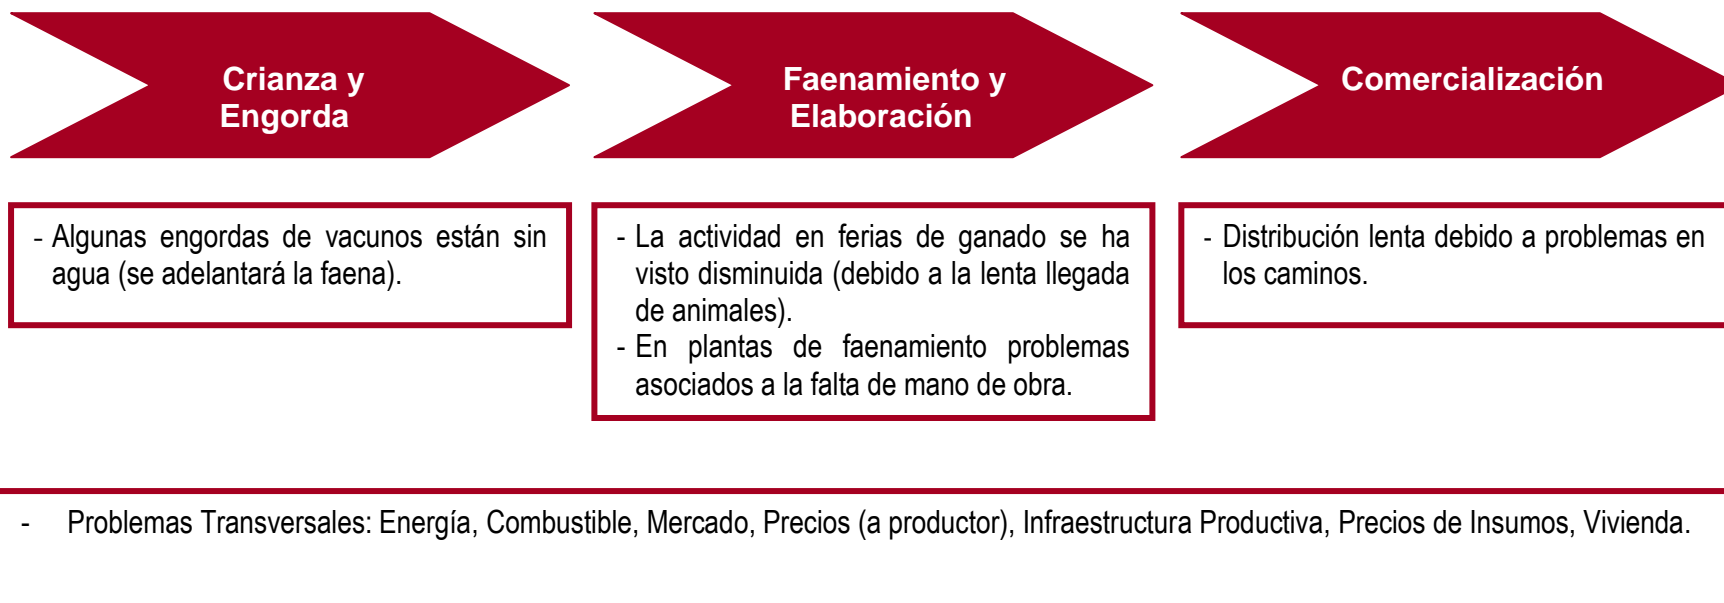 Crianza y
Engorda
Faenamiento y
Elaboración
Comercialización
- Algunas engordas de vacunos están sin
agua (se adelantará la faena).
- La actividad en ferias de ganado se ha
visto disminuida (debido a la lenta llegada
de animales).
- En plantas de faenamiento problemas
asociados a la falta de mano de obra.
- Distribución lenta debido a problemas en
los caminos.
- Problemas Transversales: Energía, Combustible, Mercado, Precios (a productor), Infraestructura Productiva, Precios de Insumos, Vivienda.